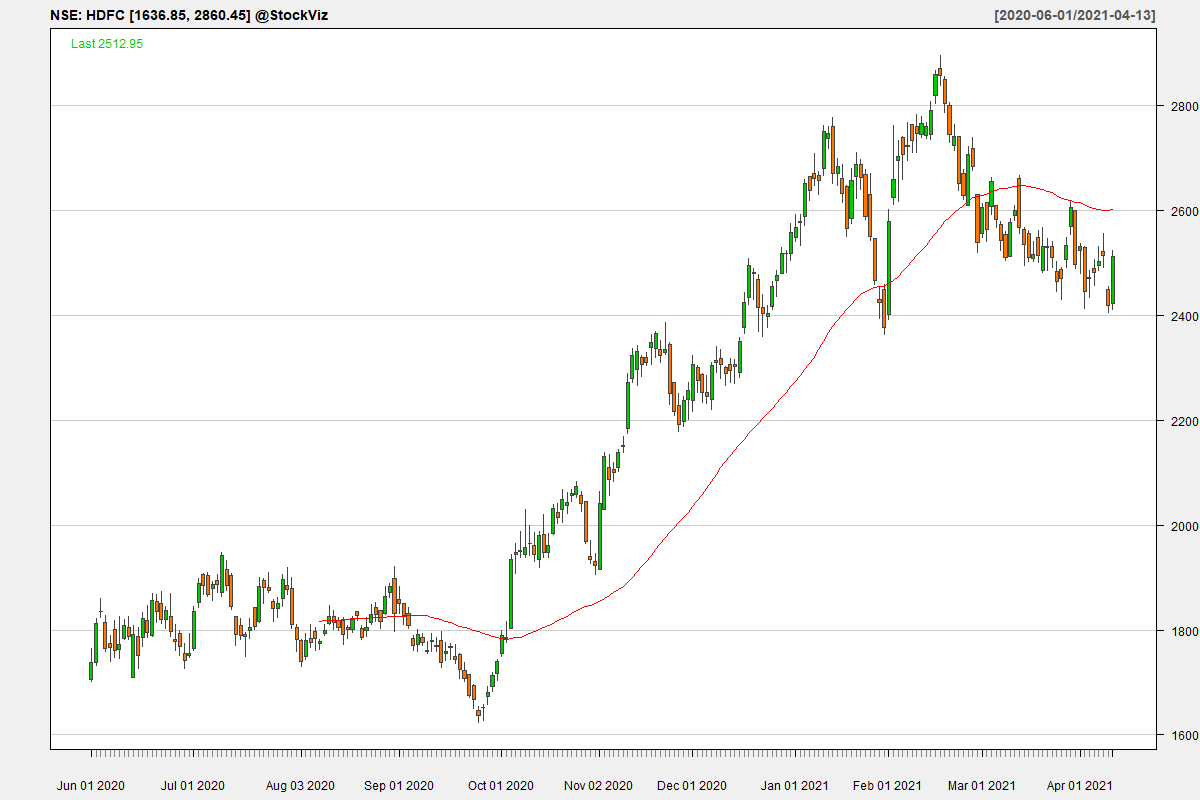 NSE: HDFC [1636.85, 2860.45] @StockViz [2020-06-01/2021-04-13]
Last 2512.95
2800
2600
2400
2200
2000
1800
1600
Jun 01 2020 Jul 01 2020 Aug 03 2020 Sep 01 2020 Oct 01 2020 Nov 02 2020 Dec 01 2020 Jan 01 2021 Feb 01 2021 Mar 01 2021 Apr 01 2021